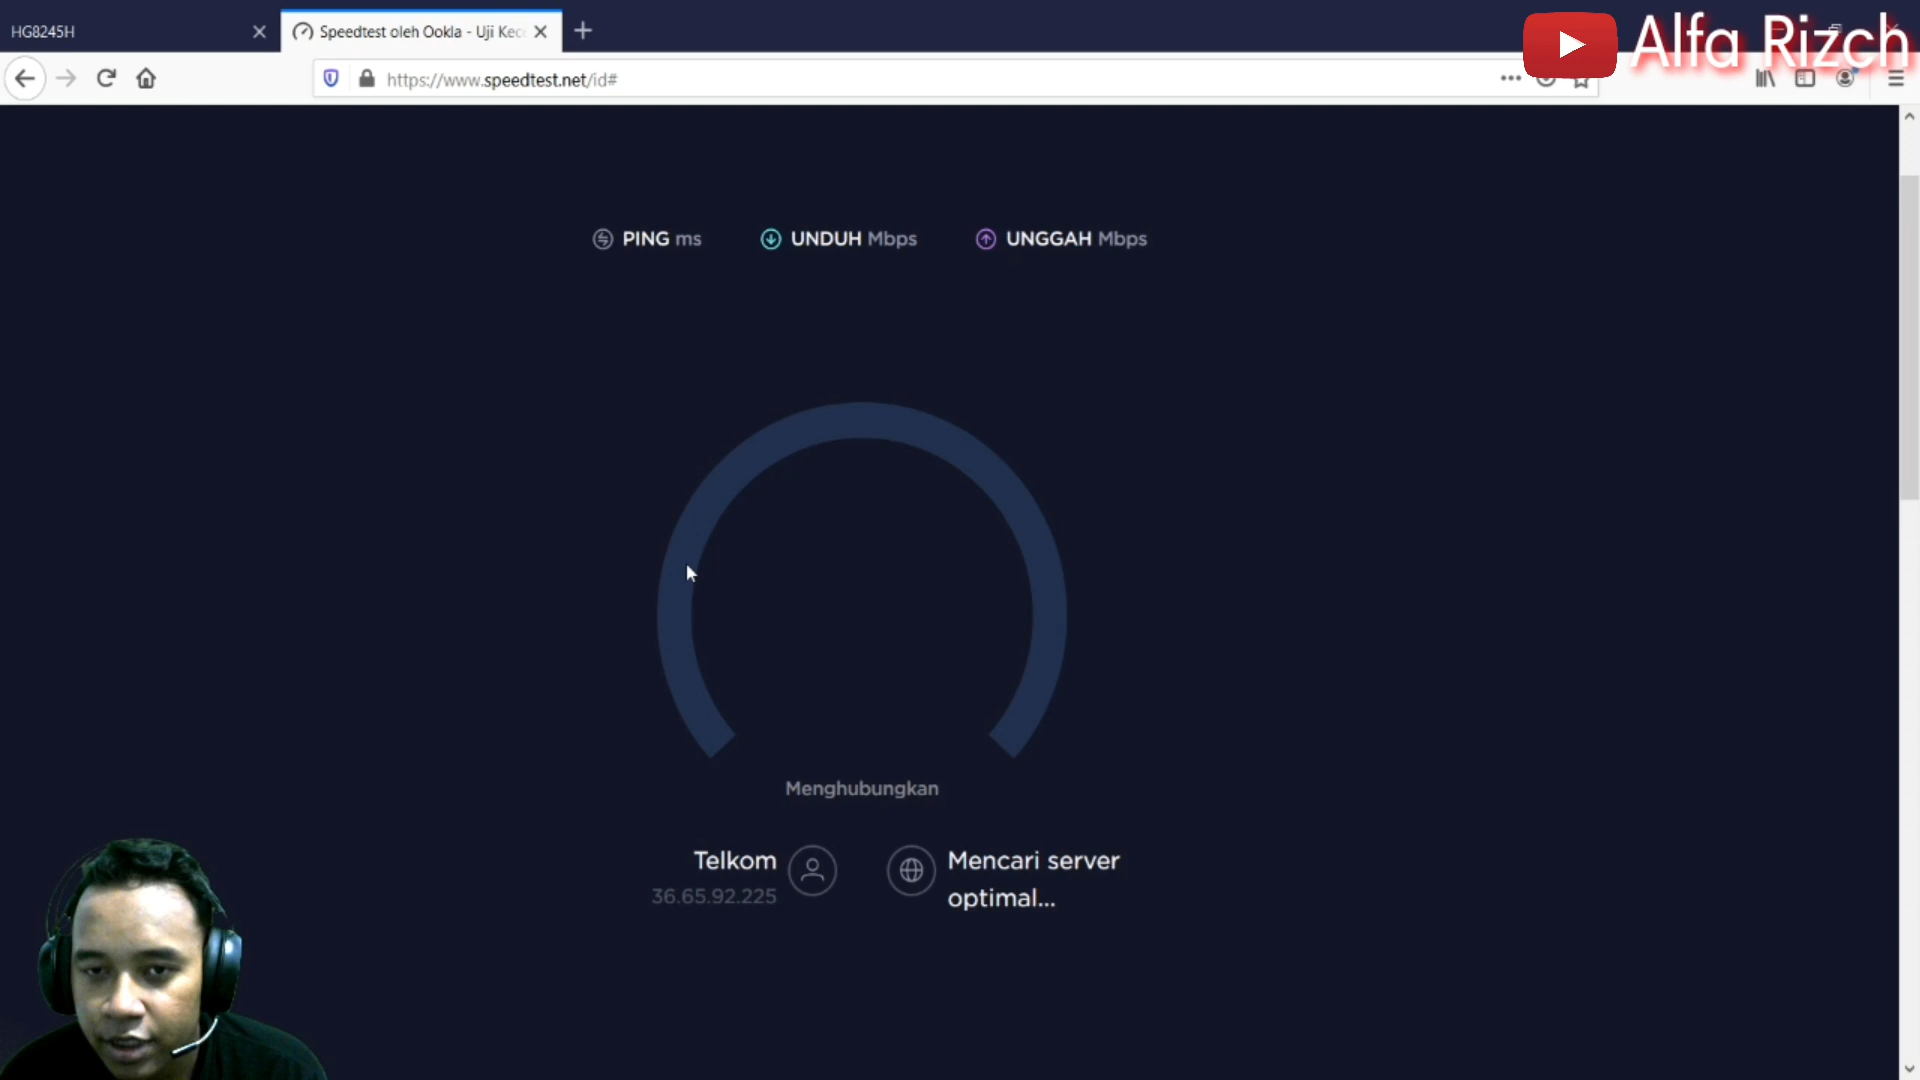 HG8245H
Speedtest oleh Ookla - Uji Kec
Alfa Rizch
https://www.speedtest.net/id#
PING ms
UNDUH Mbps
UNGGAH Mbps
Menghubungkan
Telkom
36.65.92.225
Mencari server
optimal...